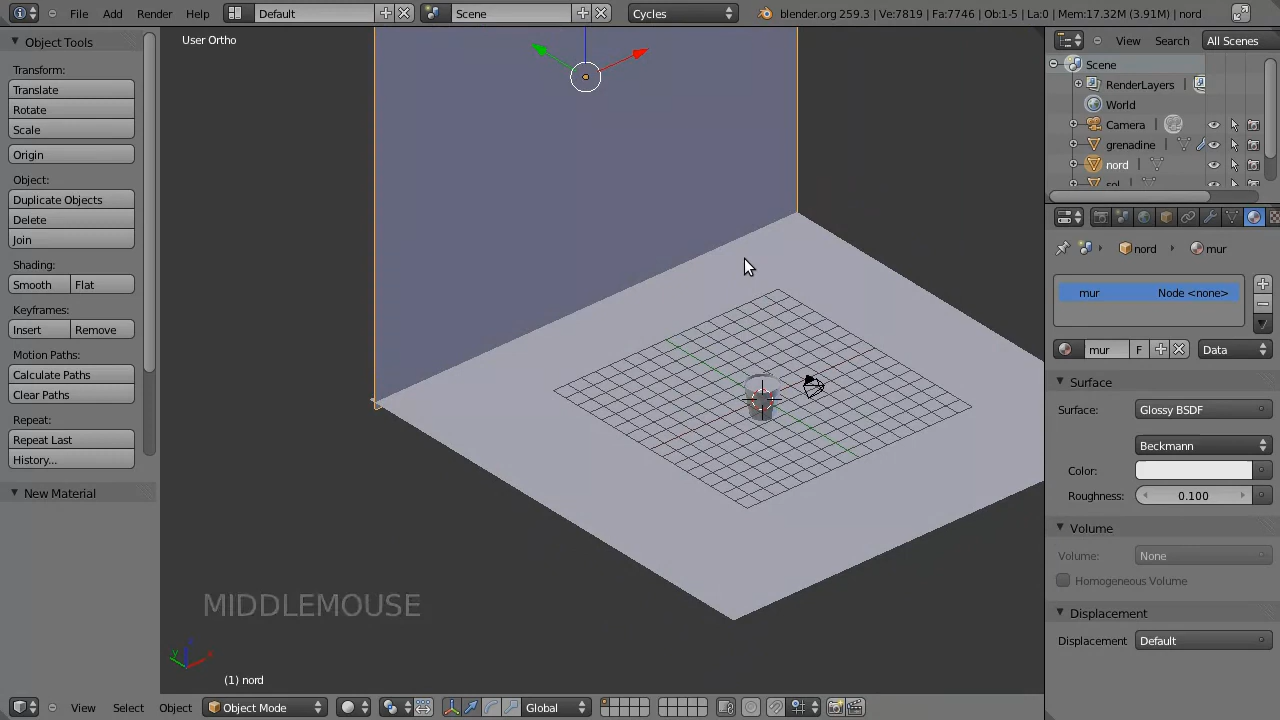 File Add Render Help Default Scene Cycles blender.org 259.3 | Ve:7819 | Fa:7746 | Ob:1-5 | La:0 | Mem:17.32M (3.91M) | nord
Object Tools
Transform:
Translate
Rotate
Scale
Origin
Object:
Duplicate Objects
Delete
Join
Shading:
Smooth Flat
Keyframes:
Insert Remove
Motion Paths:
Calculate Paths
Clear Paths
Repeat:
Repeat Last
History...
New Material
User Ortho
MIDDLEMOUSE
y x
(1) nord
View Select Object Object Mode Global
View Search All Scenes
Scene
RenderLayers |
World
Camera |
grenadine |
nord |
sol |
nord mur
mur Node <none>
mur F Data
Surface
Surface: Glossy BSDF
Beckmann
Color:
Roughness: 0.100
Volume
Volume: None
Homogeneous Volume
Displacement
Displacement: Default